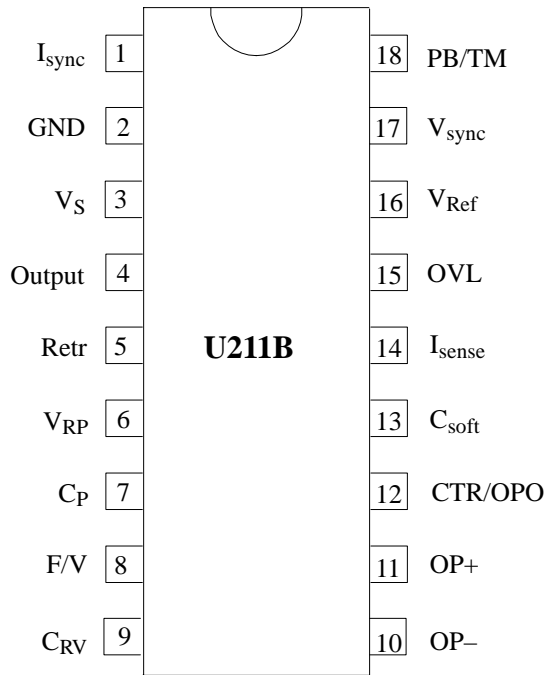 I_sync 1 18 PB/TM
GND 2 17 V_sync
V_S 3 16 V_Ref
Output 4 15 OVL
Retr 5 U211B 14 I_sense
V_RP 6 13 C_soft
C_P 7 12 CTR/OPO
F/V 8 11 OP+
C_RV 9 10 OP–